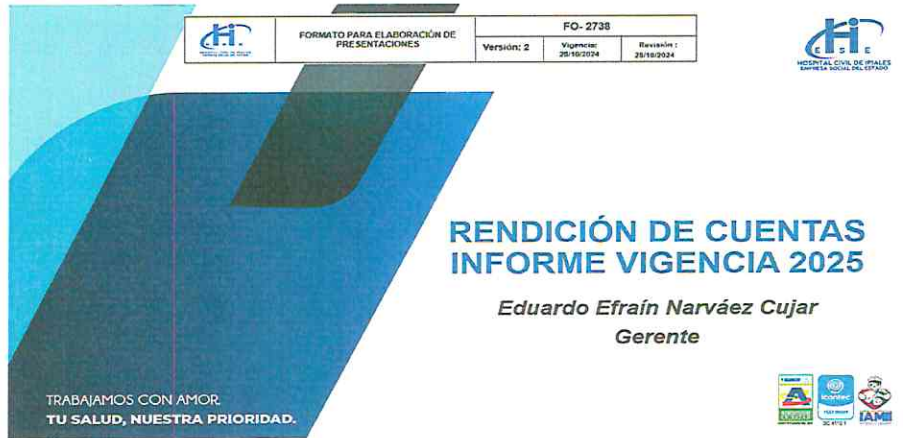 FORMATO PARA ELABORACIÓN DE
PRESENTACIONES
FO- 2738
Versión: 2
Vigencia:
25/10/2024
Revisión :
25/10/2024
E S E
HOSPITAL CIVIL DE IPIALES
EMPRESA SOCIAL DEL ESTADO
RENDICIÓN DE CUENTAS
INFORME VIGENCIA 2025
Eduardo Efraín Narváez Cujar
Gerente
TRABAJAMOS CON AMOR.
TU SALUD, NUESTRA PRIORIDAD.
icontec
IAMI